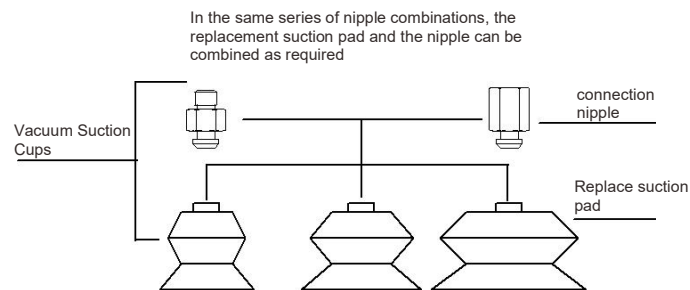 In the same series of nipple combinations, the
replacement suction pad and the nipple can be
combined as required
connection
nipple
Vacuum Suction
Cups
Replace suction
pad